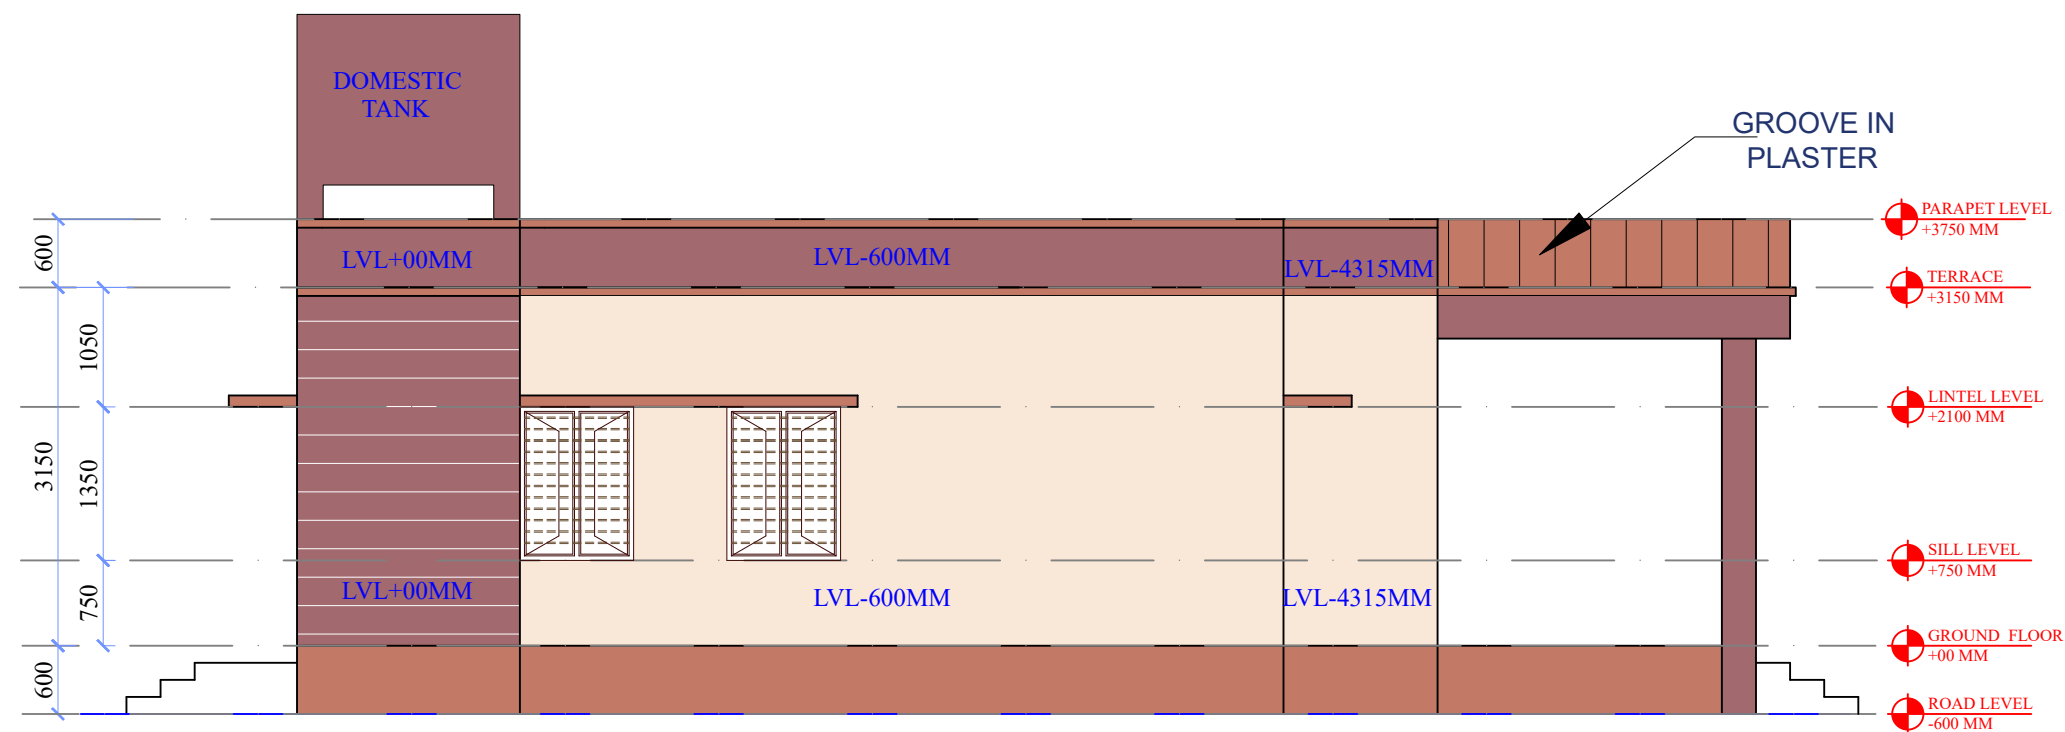 DOMESTIC
TANK
GROOVE IN
PLASTER
PARAPET LEVEL
+3750 MM
600
LVL+00MM
LVL-600MM
LVL-4315MM
TERRACE
+3150 MM
1050
LINTEL LEVEL
+2100 MM
3150
1350
SILL LEVEL
+750 MM
750
LVL+00MM
LVL-600MM
LVL-4315MM
GROUND FLOOR
+00 MM
600
ROAD LEVEL
-600 MM